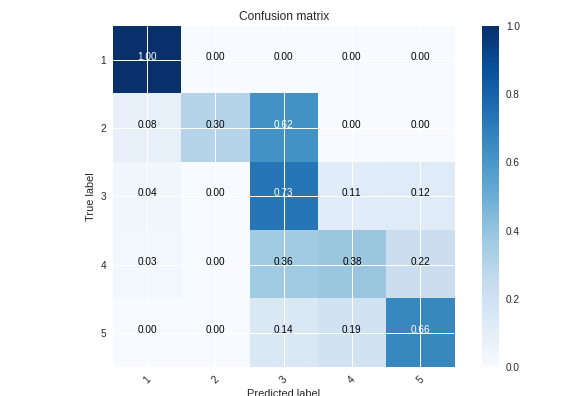 Confusion matrix
1.0
1 1.00 0.00 0.00 0.00 0.00
0.8
2 0.08 0.30 0.62 0.00 0.00
0.6
True label
3 0.04 0.00 0.73 0.11 0.12
0.4
4 0.03 0.00 0.36 0.38 0.22
0.2
5 0.00 0.00 0.14 0.19 0.66
0.0
1 2 3 4 5
Predicted label